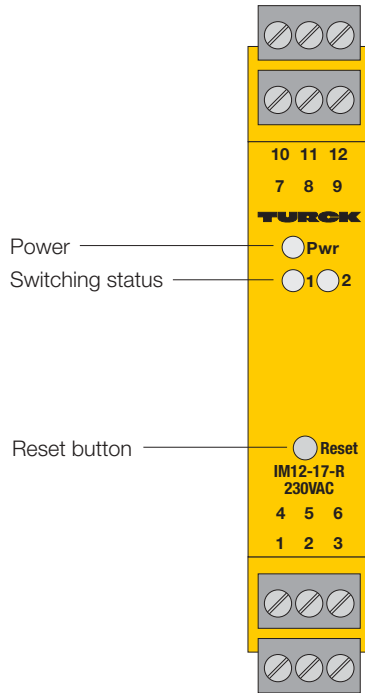 10 11 12
7 8 9
TURCK
Power
Pwr
Switching status
1 2
Reset button
Reset
IM12-17-R
230VAC
4 5 6
1 2 3